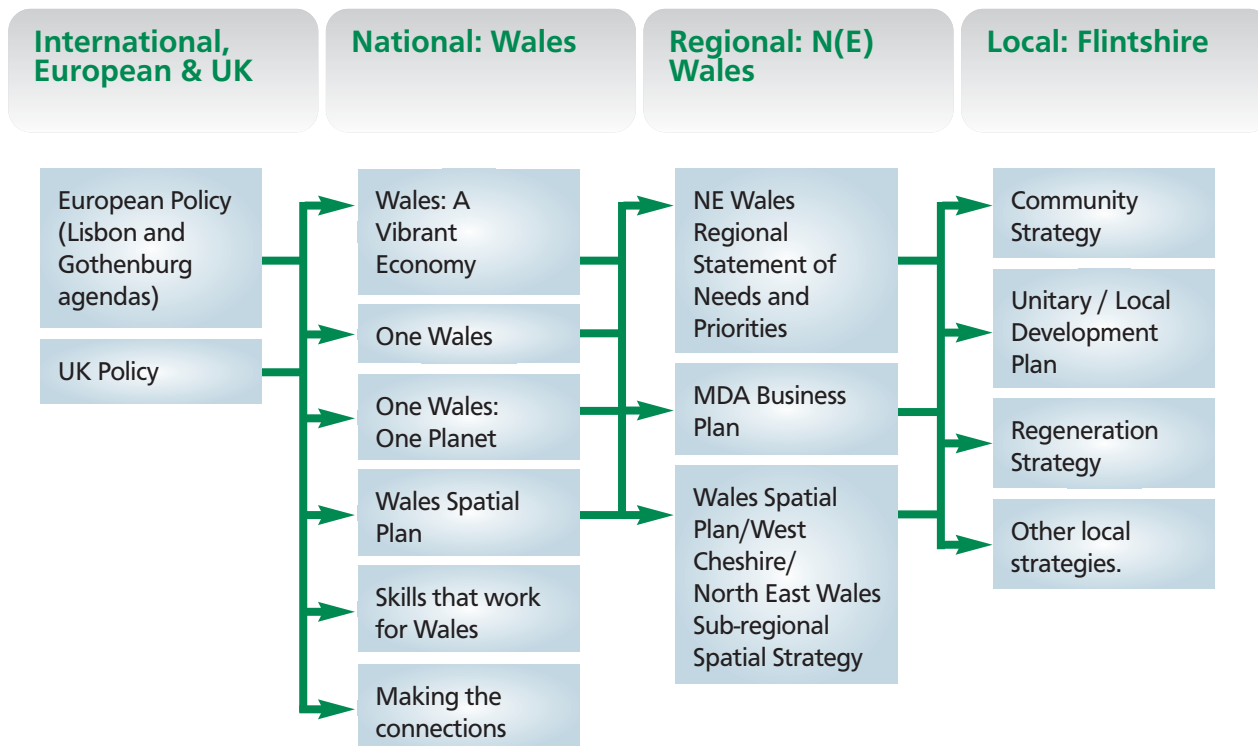 International,
European & UK
National: Wales
Regional: N(E)
Wales
Local: Flintshire
European Policy
(Lisbon and
Gothenburg
agendas)
UK Policy
Wales: A
Vibrant
Economy
One Wales
One Wales:
One Planet
Wales Spatial
Plan
Skills that work
for Wales
Making the
connections
NE Wales
Regional
Statement of
Needs and
Priorities
MDA Business
Plan
Wales Spatial
Plan/West
Cheshire/
North East Wales
Sub-regional
Spatial Strategy
Community
Strategy
Unitary / Local
Development
Plan
Regeneration
Strategy
Other local
strategies.